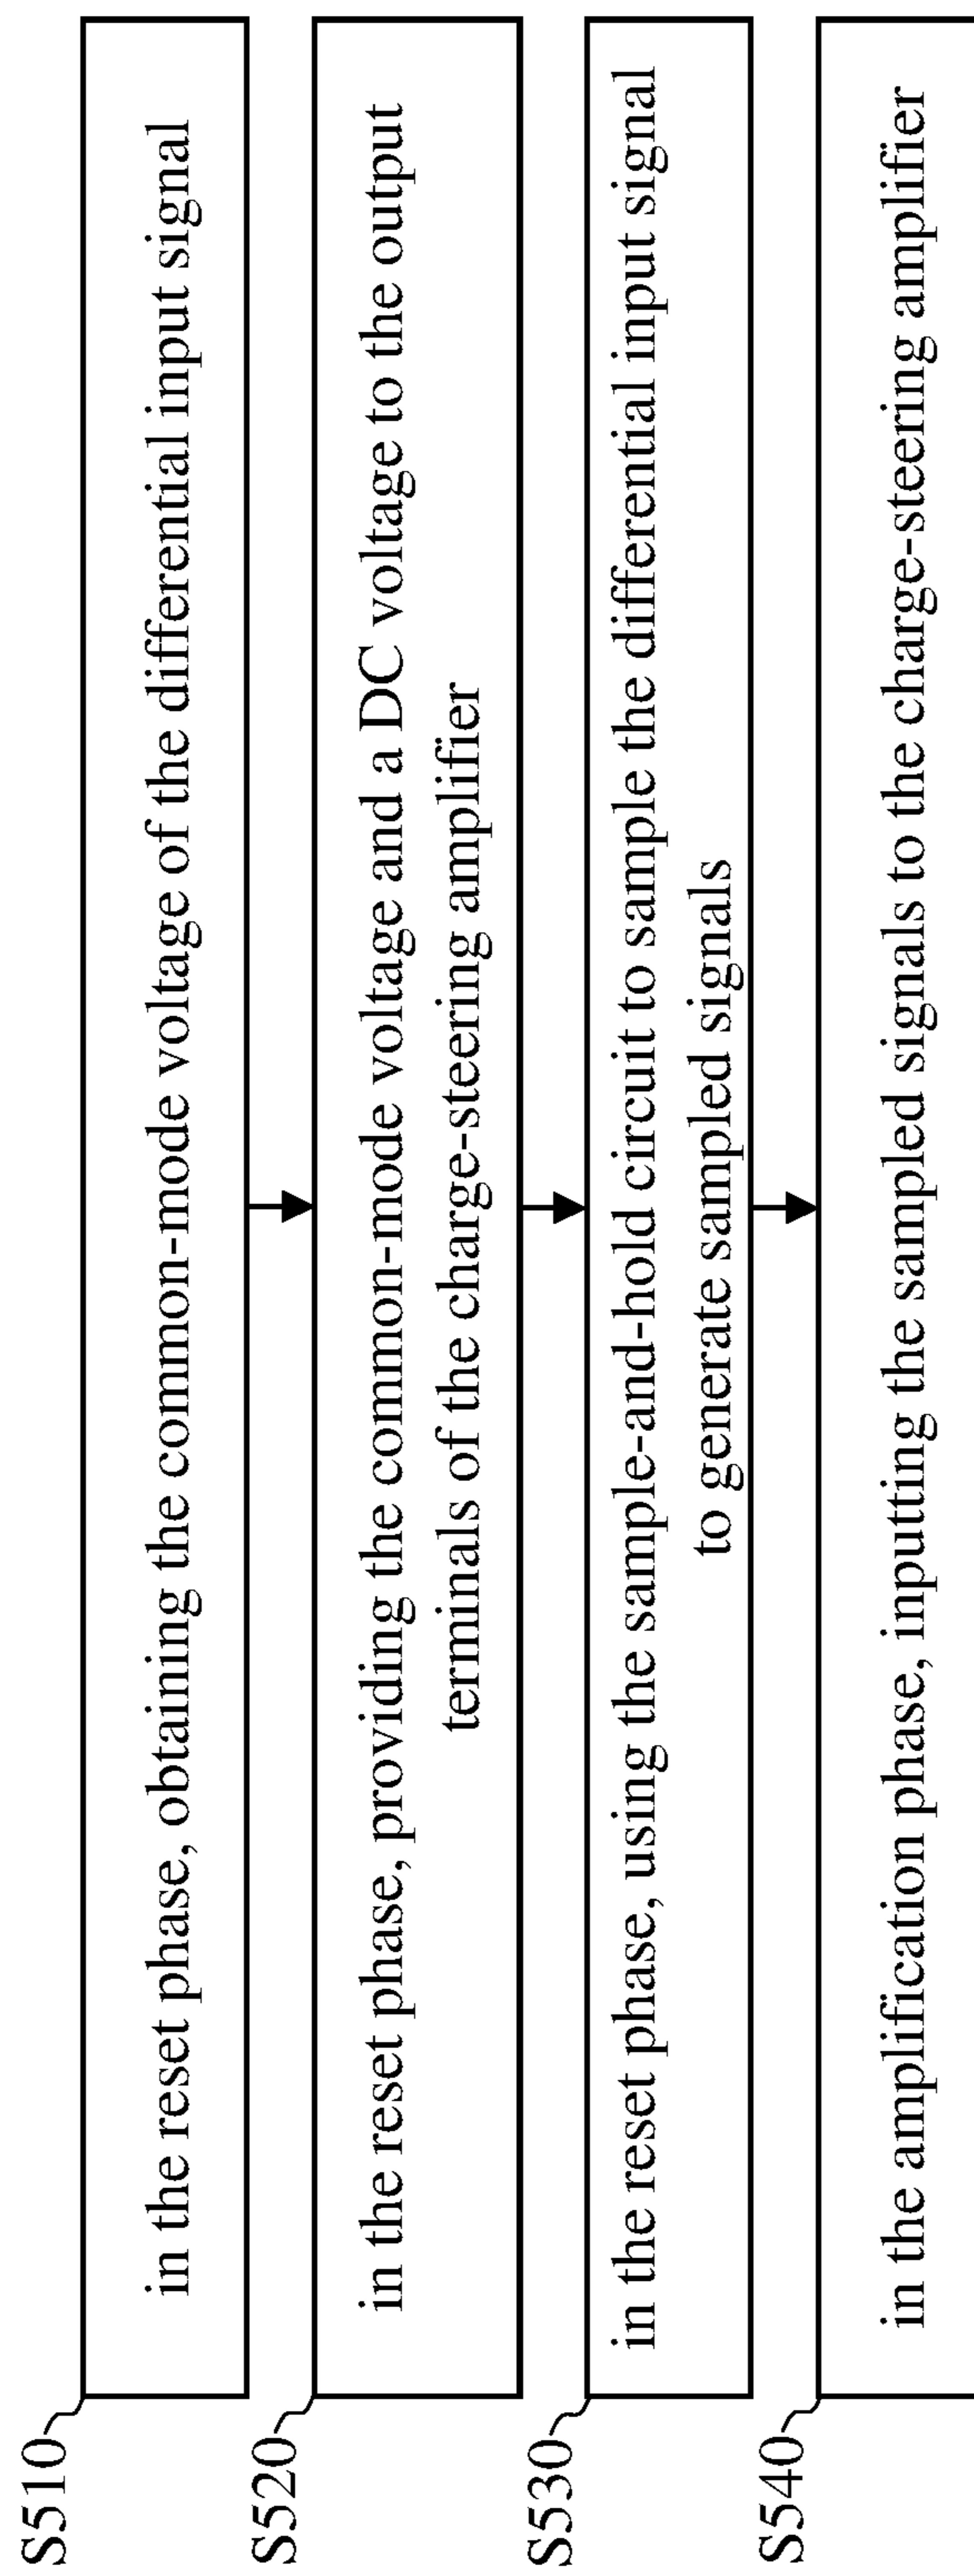 S510
in the reset phase, obtaining the common-mode voltage of the differential input signal
S520
in the reset phase, providing the common-mode voltage and a DC voltage to the output
terminals of the charge-steering amplifier
S530
in the reset phase, using the sample-and-hold circuit to sample the differential input signal
to generate sampled signals
S540
in the amplification phase, inputting the sampled signals to the charge-steering amplifier